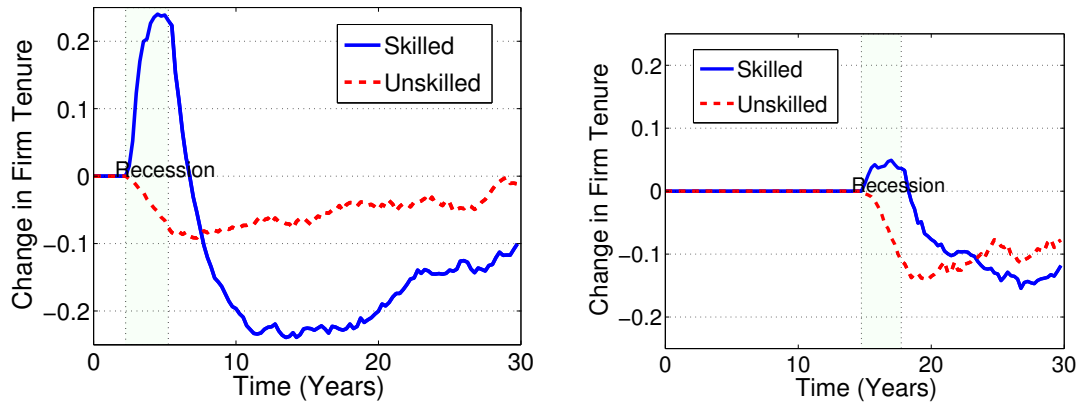 0.2
0.1
0
−0.1
−0.2
Change in Firm Tenure
Skilled
Unskilled
Recession
0
10
20
30
Time (Years)
0.2
0.1
0
−0.1
−0.2
Change in Firm Tenure
Skilled
Unskilled
Recession
0
10
20
30
Time (Years)